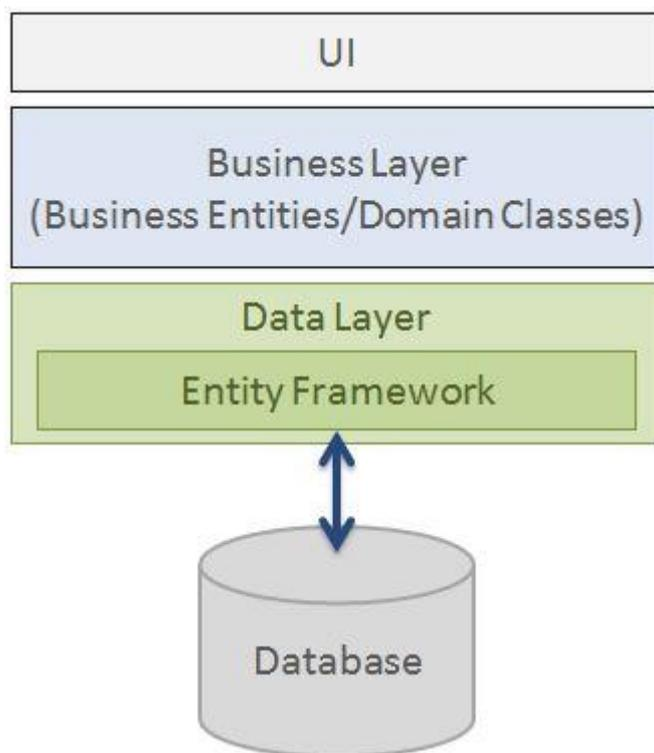 UI
Business Layer
(Business Entities/Domain Classes)
Data Layer
Entity Framework
Database